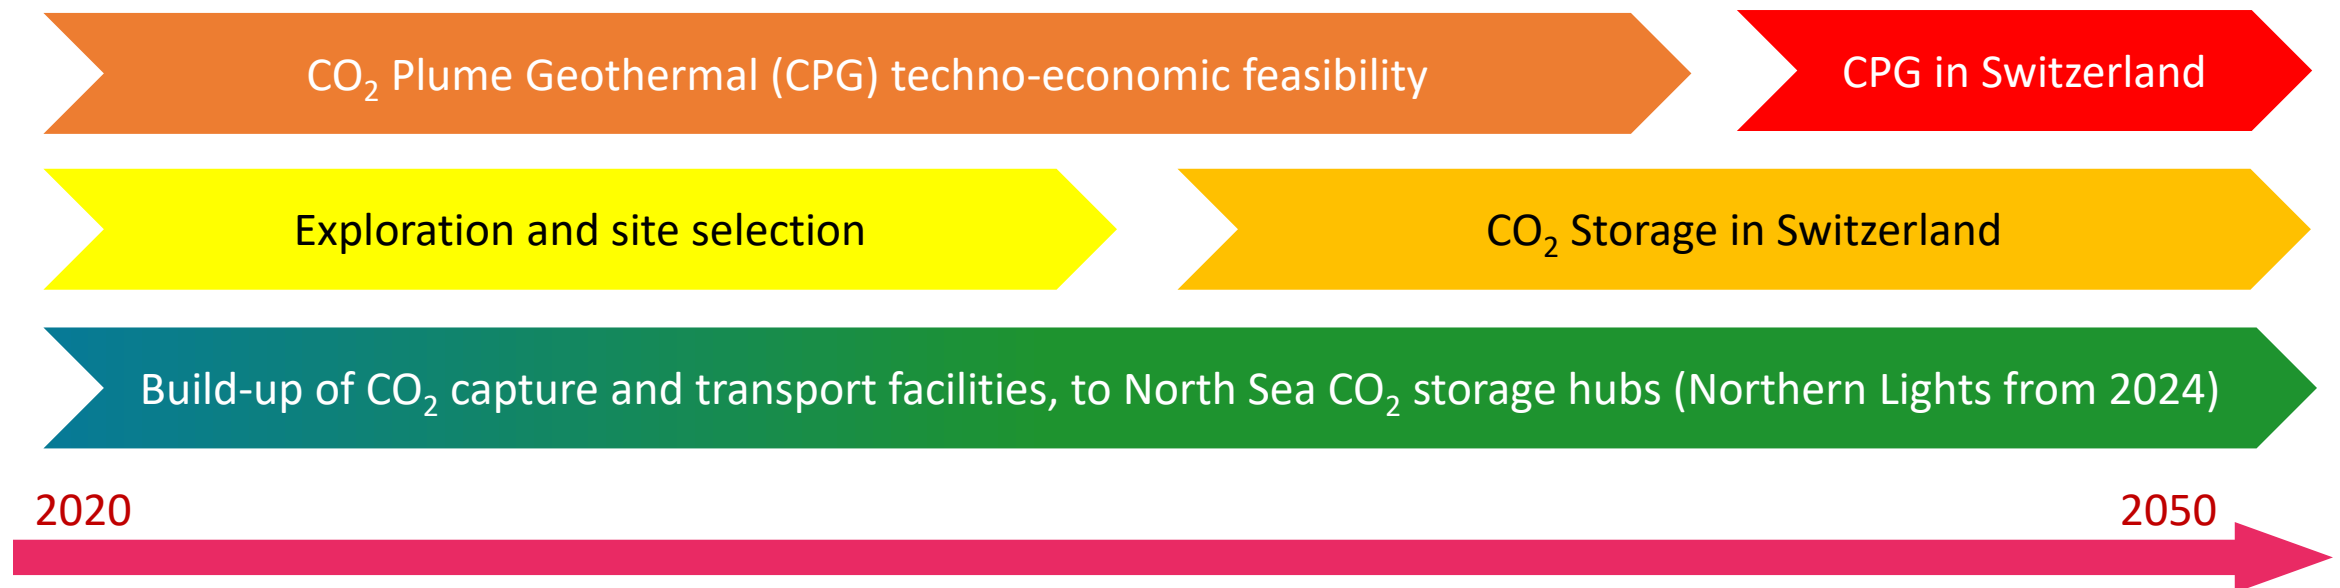 CO₂ Plume Geothermal (CPG) techno-economic feasibility
CPG in Switzerland
Exploration and site selection
CO₂ Storage in Switzerland
Build-up of CO₂ capture and transport facilities, to North Sea CO₂ storage hubs (Northern Lights from 2024)
2020
2050